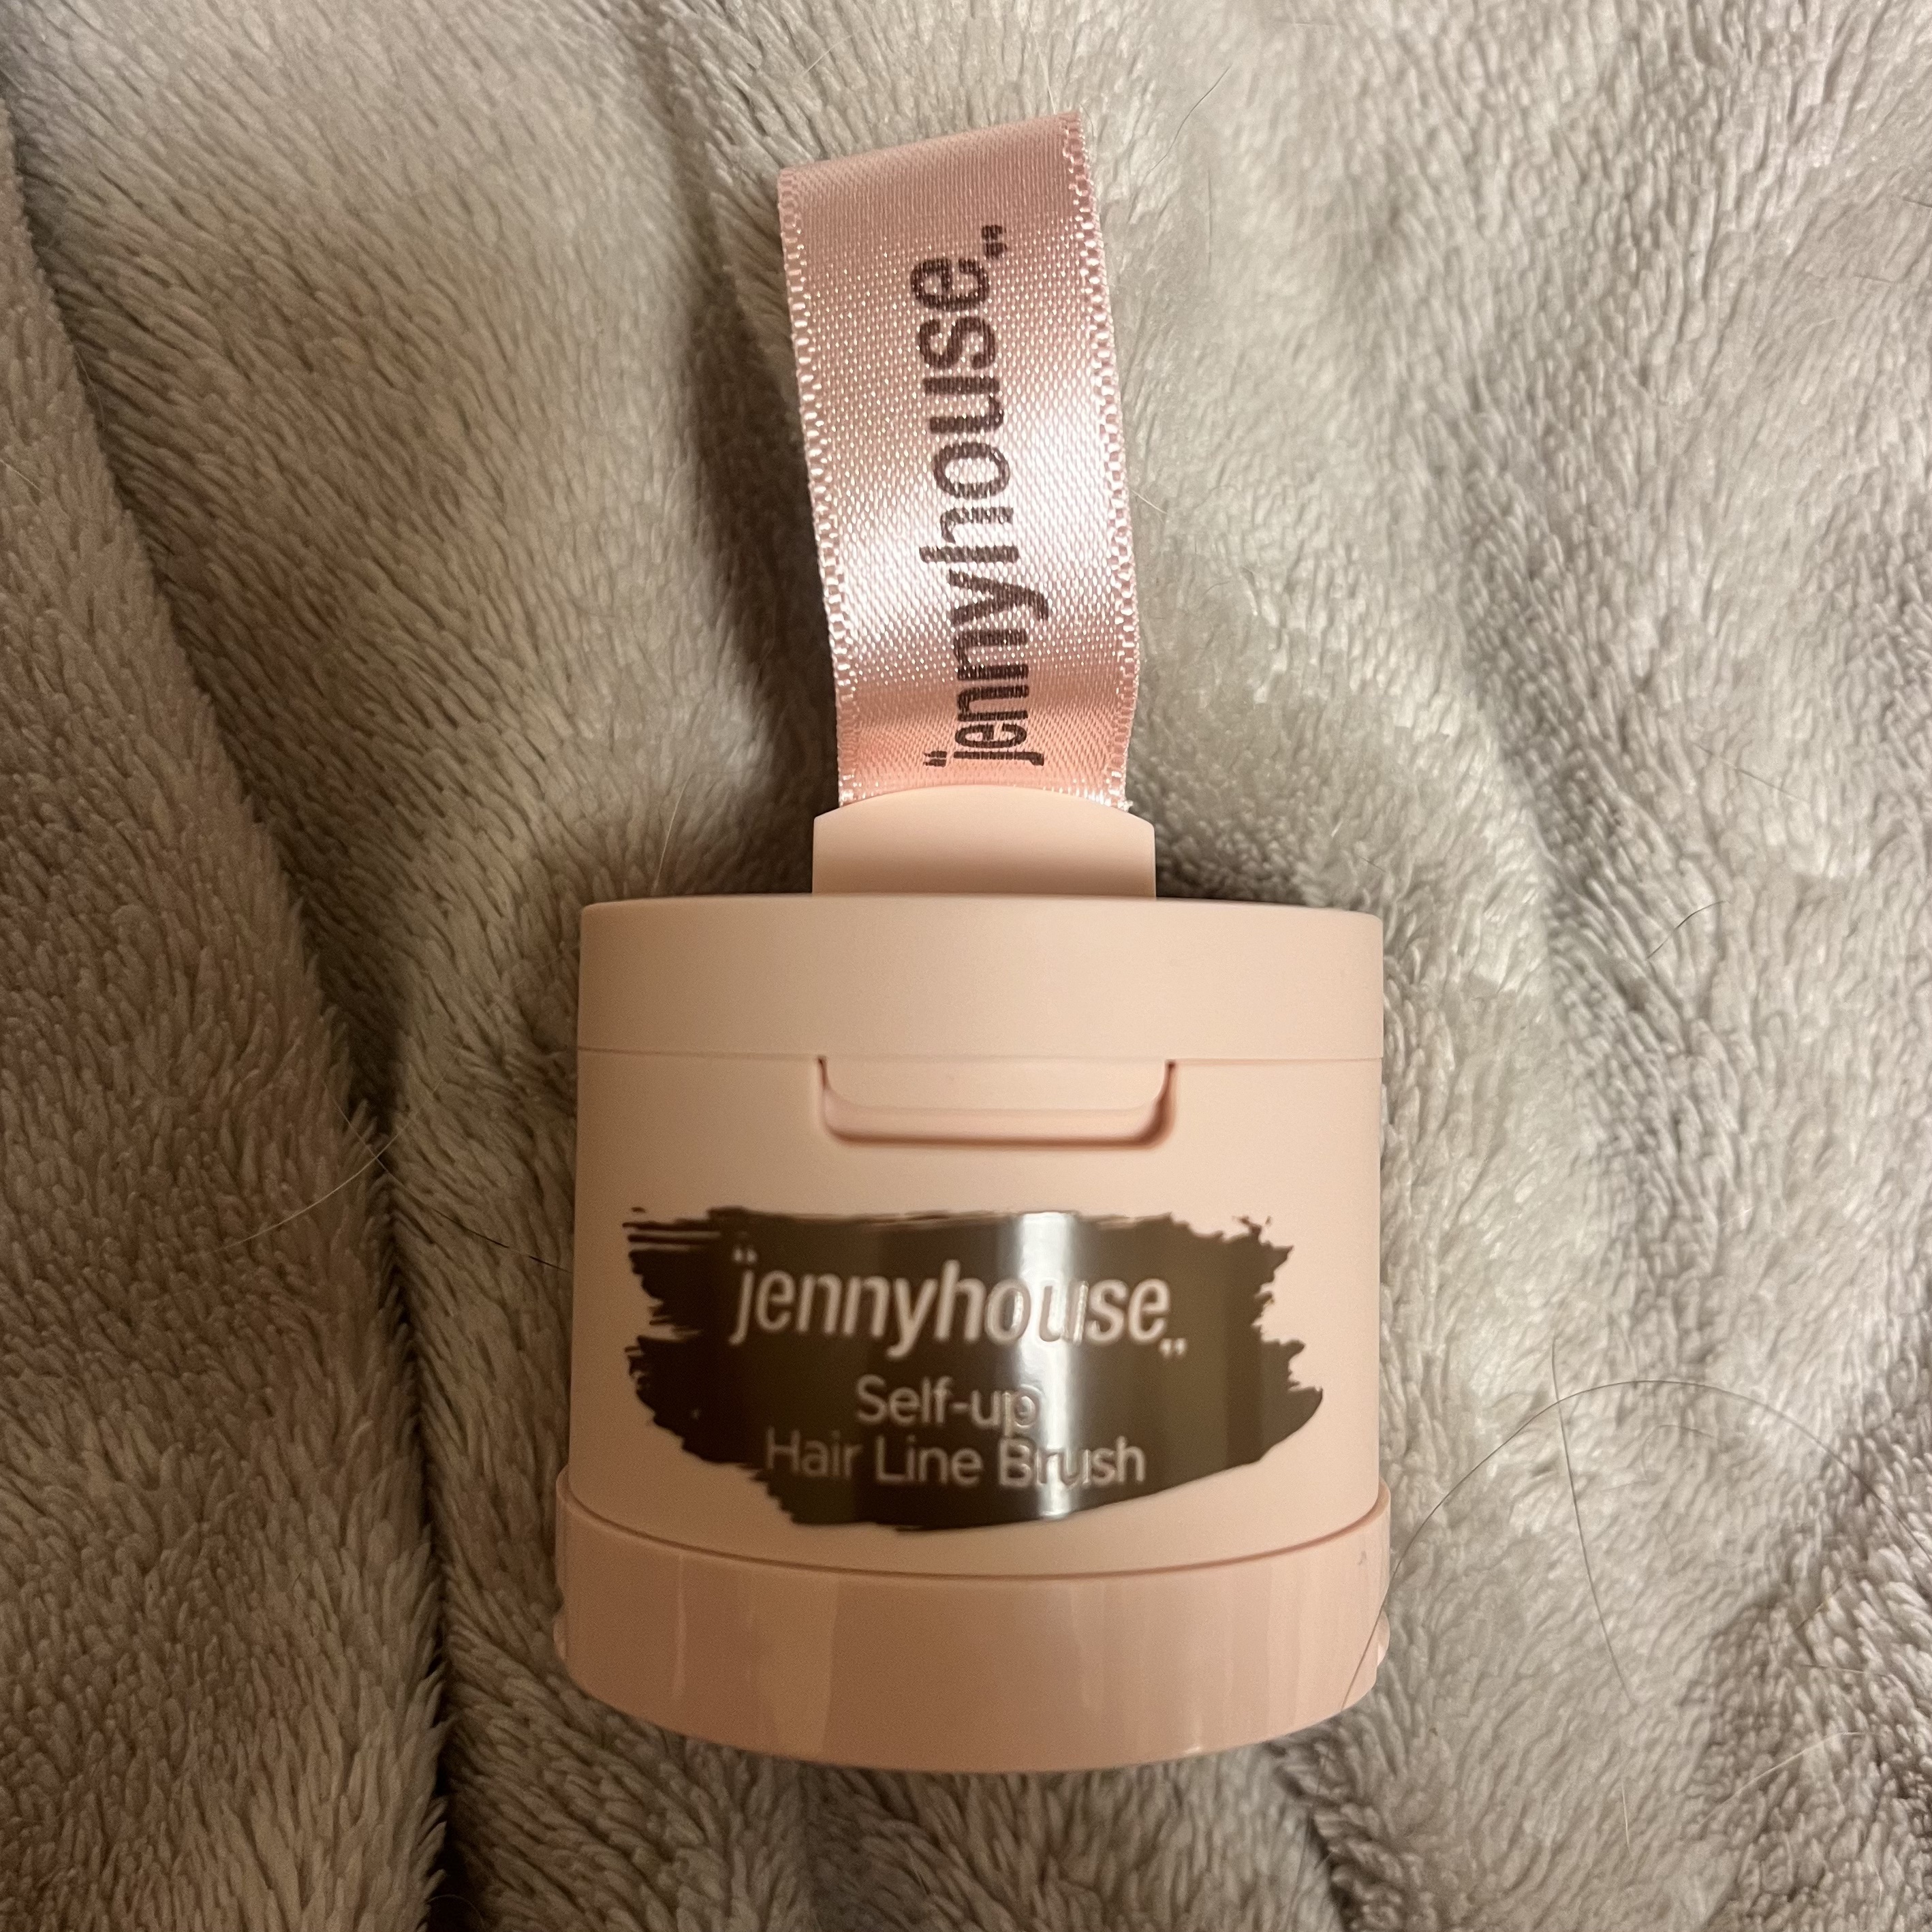 "jennyhouse„
"jennyhouse„
Self-up
Hair Line Brush